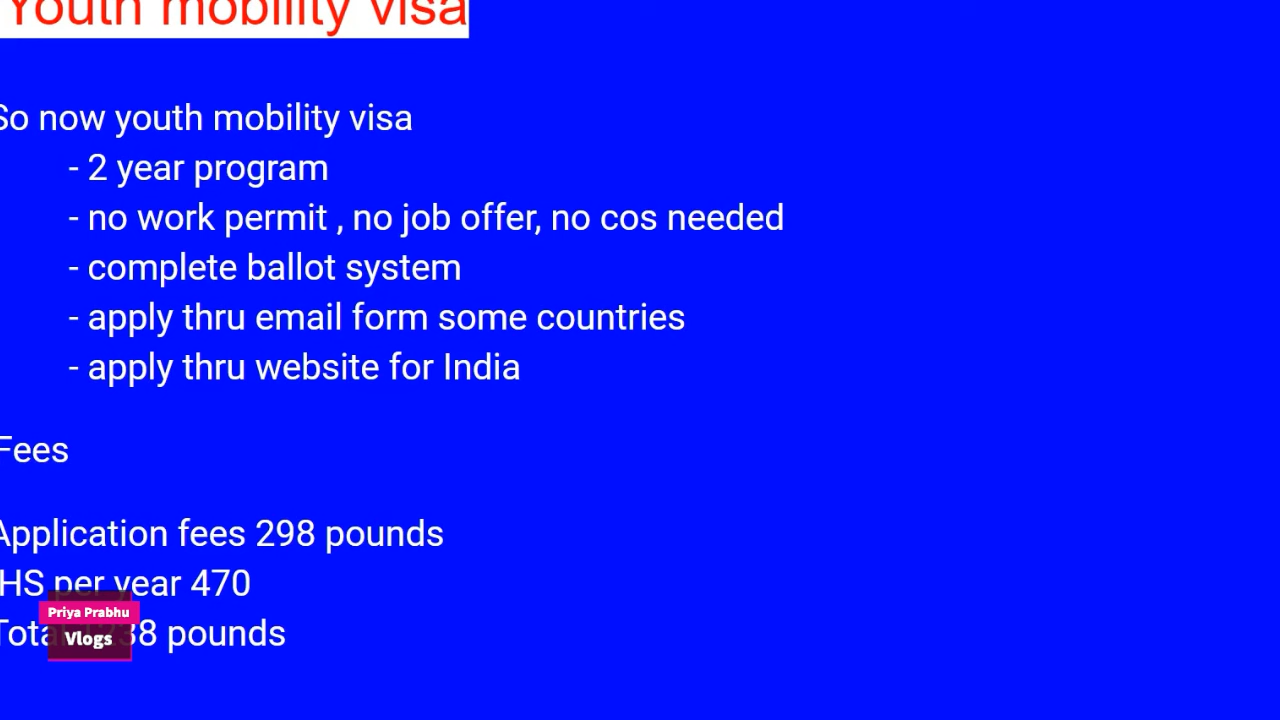 Youth mobility visa
So now youth mobility visa
- 2 year program
- no work permit , no job offer, no cos needed
- complete ballot system
- apply thru email form some countries
- apply thru website for India
Fees
Application fees 298 pounds
HS per year 470
Priya Prabhu
Vlogs
pounds